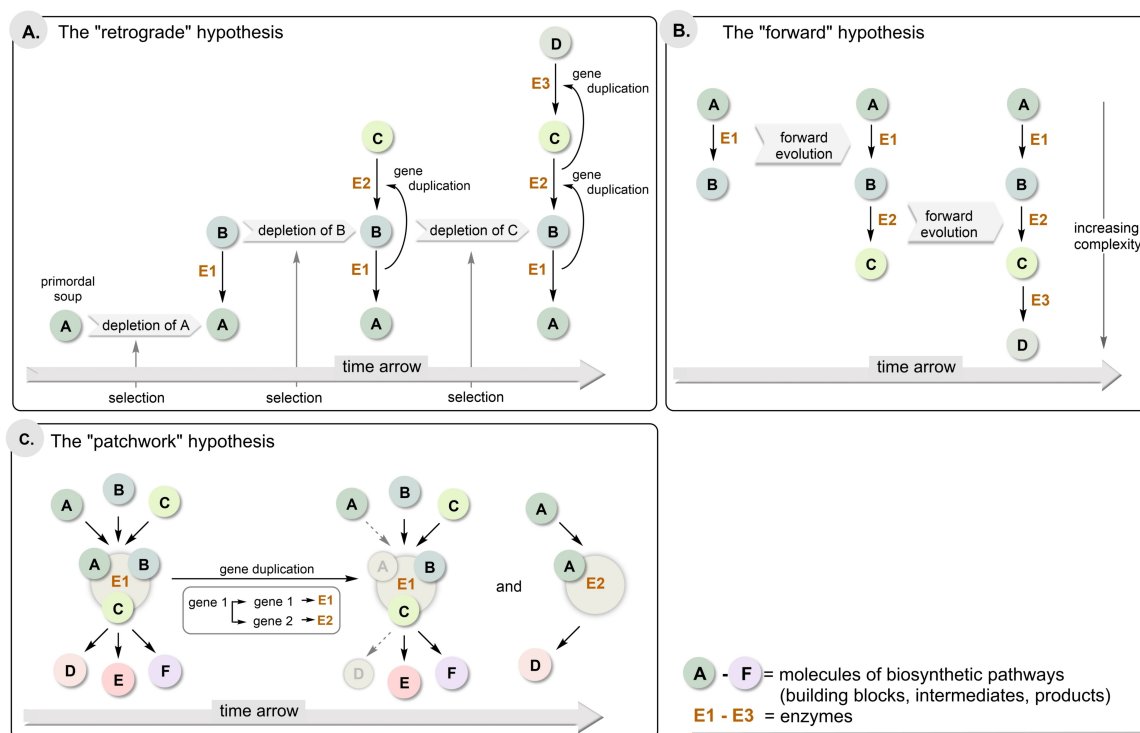 A. The "retrograde" hypothesis
D
E3
gene
duplication
C
C
E2
gene
duplication
E2
gene
duplication
B
depletion of B
B
depletion of C
B
E1
E1
E1
primordal
soup
A
depletion of A
A
A
A
time arrow
selection
selection
selection
B. The "forward" hypothesis
A
A
A
E1
forward
evolution
E1
E1
B
B
B
E2
forward
evolution
E2
C
C
E3
D
increasing
complexity
time arrow
C. The "patchwork" hypothesis
A
B
C
A
B
E1
C
D
E
F
gene duplication
gene 1
gene 1
E1
gene 2
E2
A
B
C
A
B
E1
C
D
E
F
and
A
A
E2
D
time arrow
A - F = molecules of biosynthetic pathways
(building blocks, intermediates, products)
E1 - E3 = enzymes